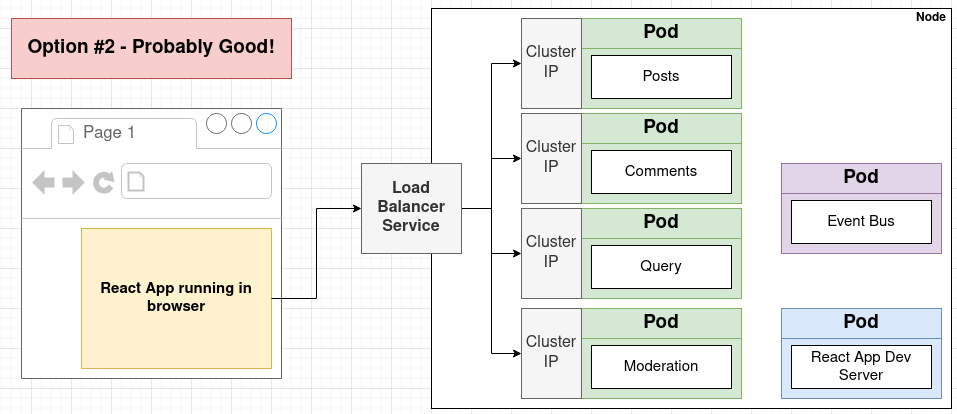 Option #2 - Probably Good!
Node
Page 1
React App running in
browser
Load
Balancer
Service
Cluster
IP
Pod
Posts
Cluster
IP
Pod
Comments
Cluster
IP
Pod
Query
Cluster
IP
Pod
Moderation
Pod
Event Bus
Pod
React App Dev
Server